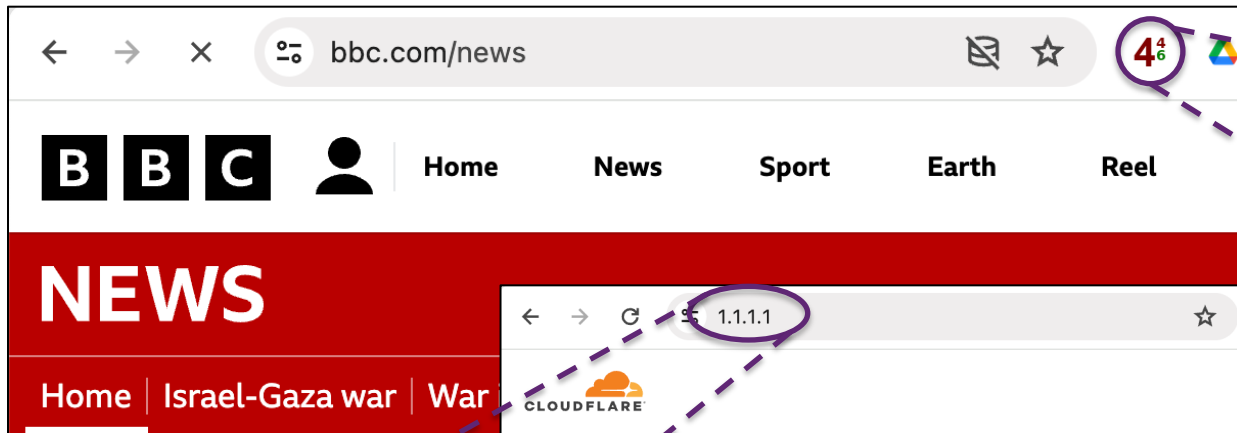 bbc.com/news
4 4 6
BBC Home News Sport Earth Reel
NEWS
1.1.1.1
Home Israel-Gaza war War
CLOUDFLARE